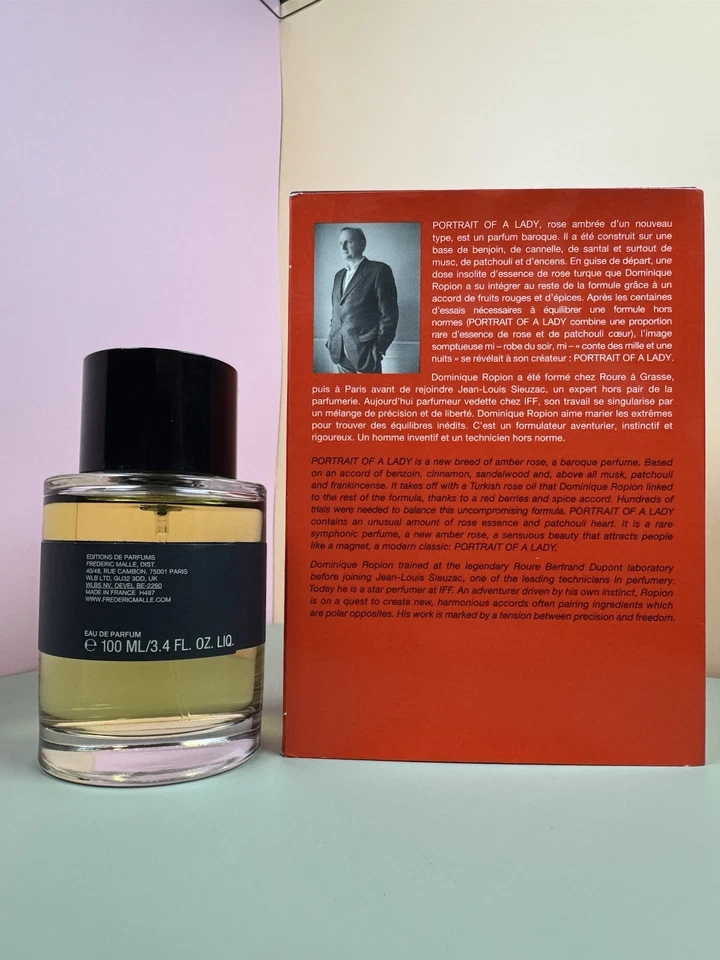 EDITIONS DE PARFUMS
FREDERIC MALLE, DIST.
40/48, RUE CAMBON, 75001 PARIS
WLB LTD, GU32 3DD, UK
WLBS NV. OEVEL BE-2260
MADE IN FRANCE H497
WWW.FREDERICMALLE.COM
EAU DE PARFUM
℮ 100 ML/3.4 FL. OZ. LIQ.
PORTRAIT OF A LADY, rose ambrée d'un nouveau
type, est un parfum baroque. Il a été construit sur une
base de benjoin, de cannelle, de santal et surtout de
musc, de patchouli et d'encens. En guise de départ, une
dose insolite d'essence de rose turque que Dominique
Ropion a su intégrer au reste de la formule grâce à un
accord de fruits rouges et d'épices. Après les centaines
d'essais nécessaires à équilibrer une formule hors
normes (PORTRAIT OF A LADY combine une proportion
rare d'essence de rose et de patchouli cœur), l'image
somptueuse mi – robe du soir, mi – « conte des mille et une
nuits » se révélait à son créateur : PORTRAIT OF A LADY.
Dominique Ropion a été formé chez Roure à Grasse,
puis à Paris avant de rejoindre Jean-Louis Sieuzac, un expert hors pair de la
parfumerie. Aujourd'hui parfumeur vedette chez IFF, son travail se singularise par
un mélange de précision et de liberté. Dominique Ropion aime marier les extrêmes
pour trouver des équilibres inédits. C'est un formulateur aventurier, instinctif et
rigoureux. Un homme inventif et un technicien hors norme.
PORTRAIT OF A LADY is a new breed of amber rose, a baroque perfume. Based
on an accord of benzoin, cinnamon, sandalwood and, above all, musk, patchouli
and frankincense. It takes off with a Turkish rose oil that Dominique Ropion linked
to the rest of the formula, thanks to a red berries and spice accord. Hundreds of
trials were needed to balance this uncompromising formula. PORTRAIT OF A LADY
contains an unusual amount of rose essence and patchouli heart. It is a rare
symphonic perfume, a new amber rose, a sensuous beauty that attracts people
like a magnet, a modern classic: PORTRAIT OF A LADY.
Dominique Ropion trained at the legendary Roure Bertrand Dupont laboratory
before joining Jean-Louis Sieuzac, one of the leading technicians in perfumery.
Today he is a star perfumer at IFF. An adventurer driven by his own instinct, Ropion
is on a quest to create new, harmonious accords often pairing ingredients which
are polar opposites. His work is marked by a tension between precision and freedom.